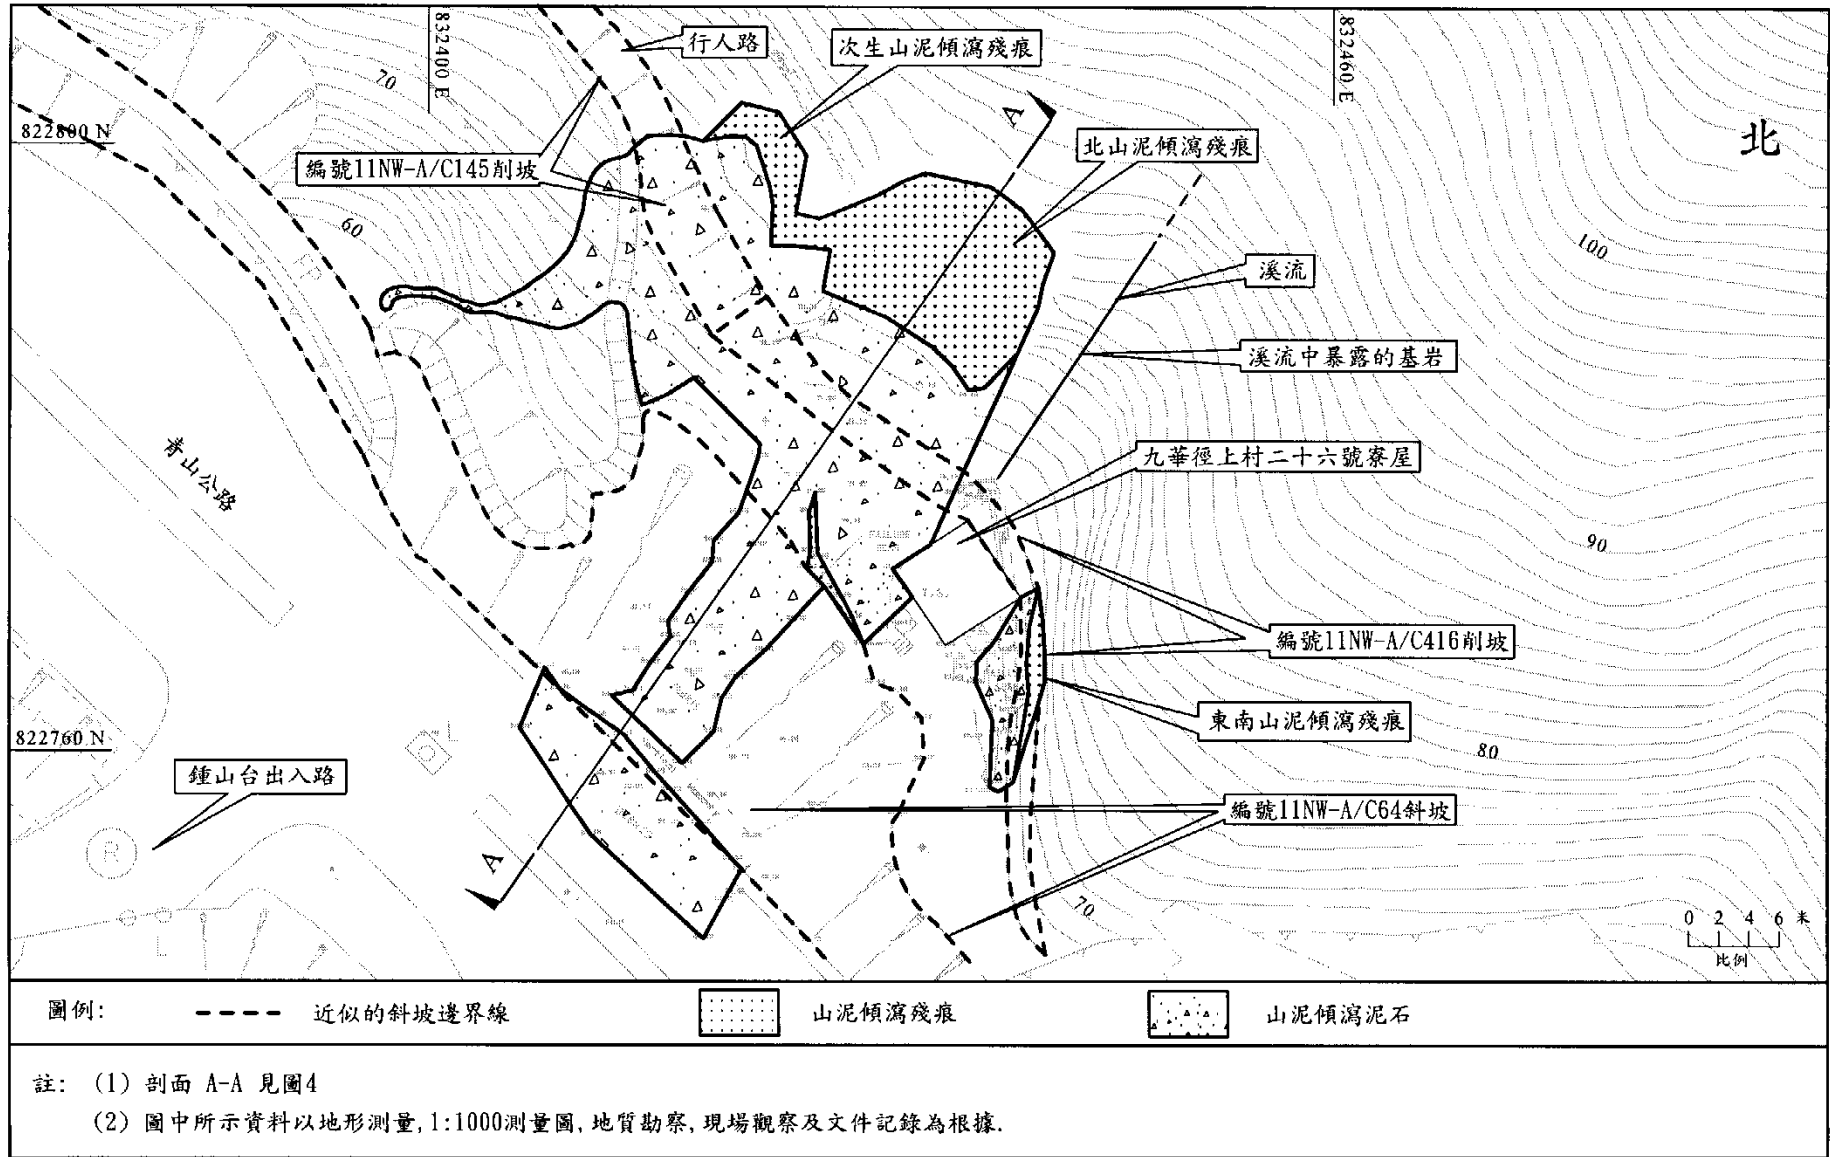 832400 E
832460 E
行人路
次生山泥傾瀉殘痕
A
70
822800 N
北山泥傾瀉殘痕
北
編號11NW-A/C145削坡
60
100
溪流
溪流中暴露的基岩
青山公路
九華徑上村二十六號寮屋
90
編號11NW-A/C416削坡
東南山泥傾瀉殘痕
822760 N
80
鍾山台出入路
編號11NW-A/C64斜坡
A
R
70
0 2 4 6 米
比例
圖例:
近似的斜坡邊界線
山泥傾瀉殘痕
山泥傾瀉泥石
註: (1) 剖面 A-A 見圖4
(2) 圖中所示資料以地形測量,1:1000測量圖,地質勘察,現場觀察及文件記錄為根據.